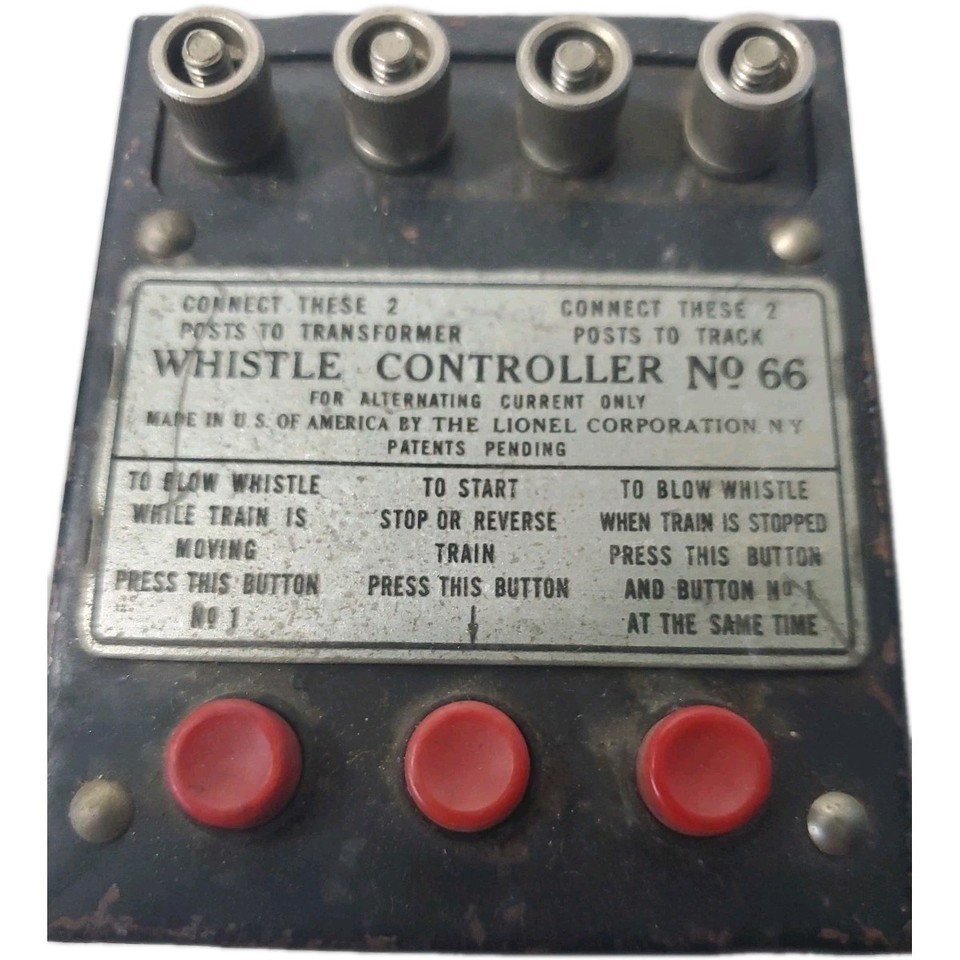 CONNECT THESE 2
POSTS TO TRANSFORMER
CONNECT THESE 2
POSTS TO TRACK
WHISTLE CONTROLLER Nº 66
FOR ALTERNATING CURRENT ONLY
MADE IN U.S. OF AMERICA BY THE LIONEL CORPORATION. N Y
PATENTS PENDING
TO BLOW WHISTLE
WHILE TRAIN IS
MOVING
PRESS THIS BUTTON
Nº 1
TO START
STOP OR REVERSE
TRAIN
PRESS THIS BUTTON
TO BLOW WHISTLE
WHEN TRAIN IS STOPPED
PRESS THIS BUTTON
AND BUTTON Nº 1
AT THE SAME TIME